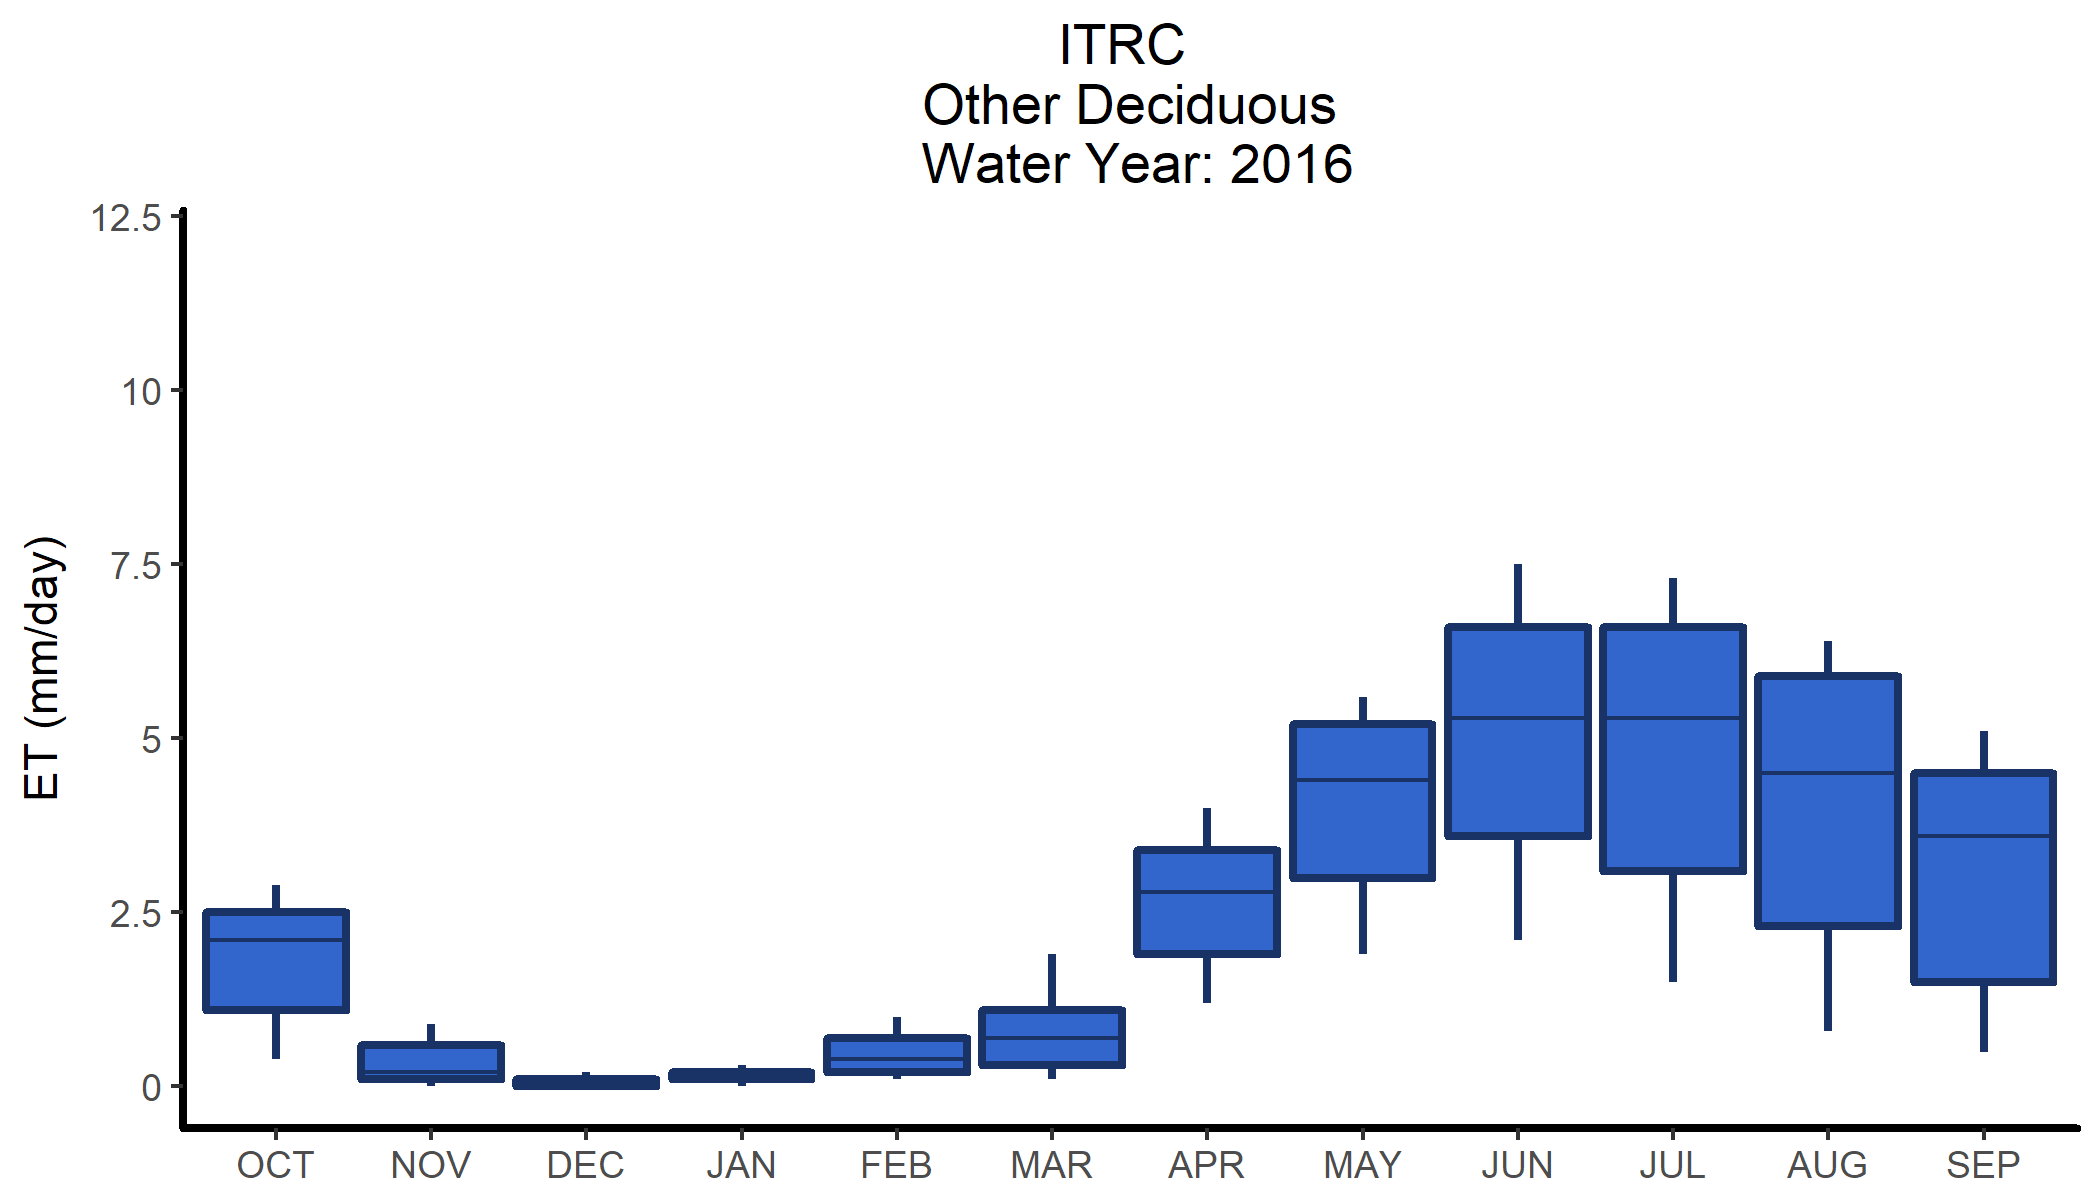 ITRC
Other Deciduous
Water Year: 2016
12.5
10
7.5
5
2.5
0
ET (mm/day)
OCT NOV DEC JAN FEB MAR APR MAY JUN JUL AUG SEP